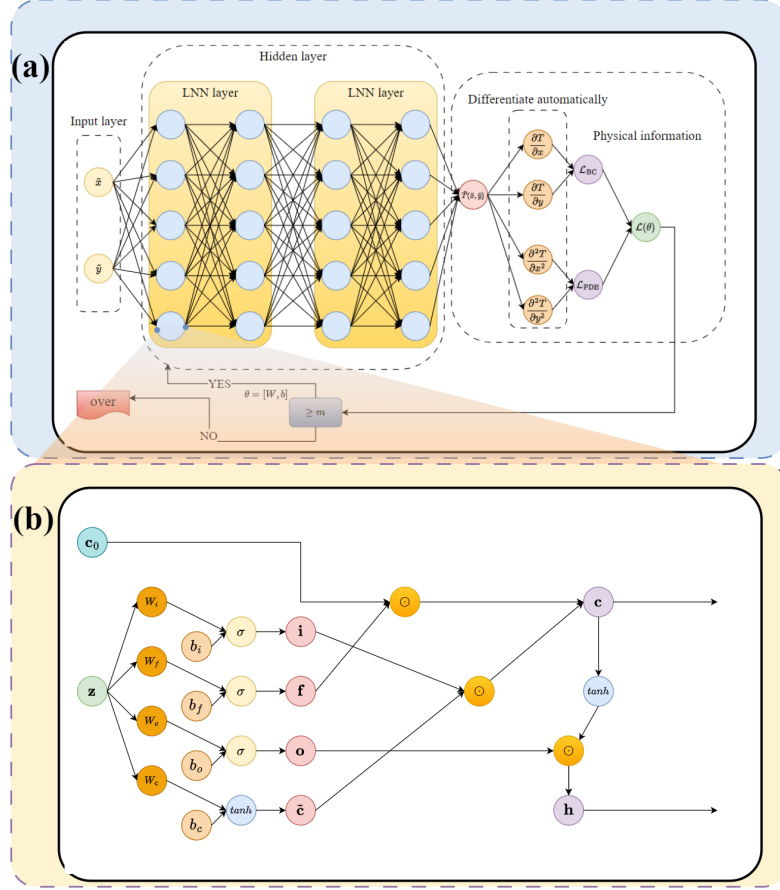 (a)
Hidden layer
LNN layer
LNN layer
Input layer
Differentiate automatically
Physical information
x̃
ỹ
T̂(x̃, ỹ)
∂T/∂x
∂T/∂y
∂²T/∂x²
∂²T/∂y²
ℒ_BC
ℒ_PDE
ℒ(θ)
YES
θ = [W, b]
≥ m
over
NO
(b)
c₀
z
W_i
W_f
W_o
W_c
b_i
b_f
b_o
b_c
σ
σ
σ
tanh
i
f
o
c̃
⊙
⊙
c
tanh
⊙
h